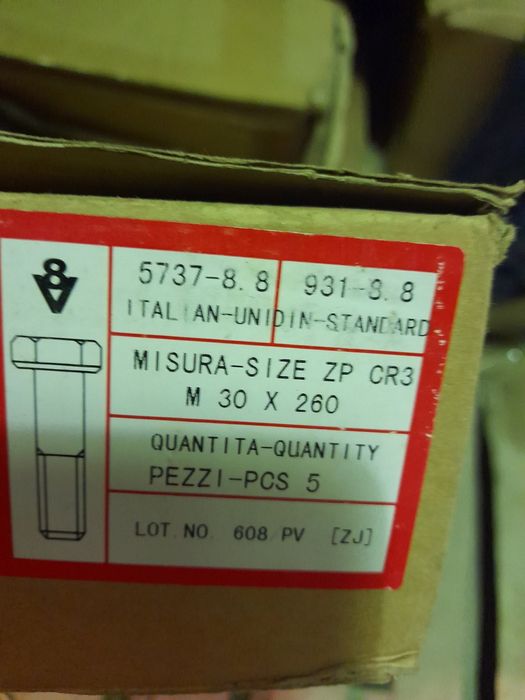 8
5737-8.8 931-8.8
ITALIAN-UNI DIN-STANDARD
MISURA-SIZE ZP CR3
M 30 X 260
QUANTITA-QUANTITY
PEZZI-PCS 5
LOT.NO. 608/PV [ZJ]